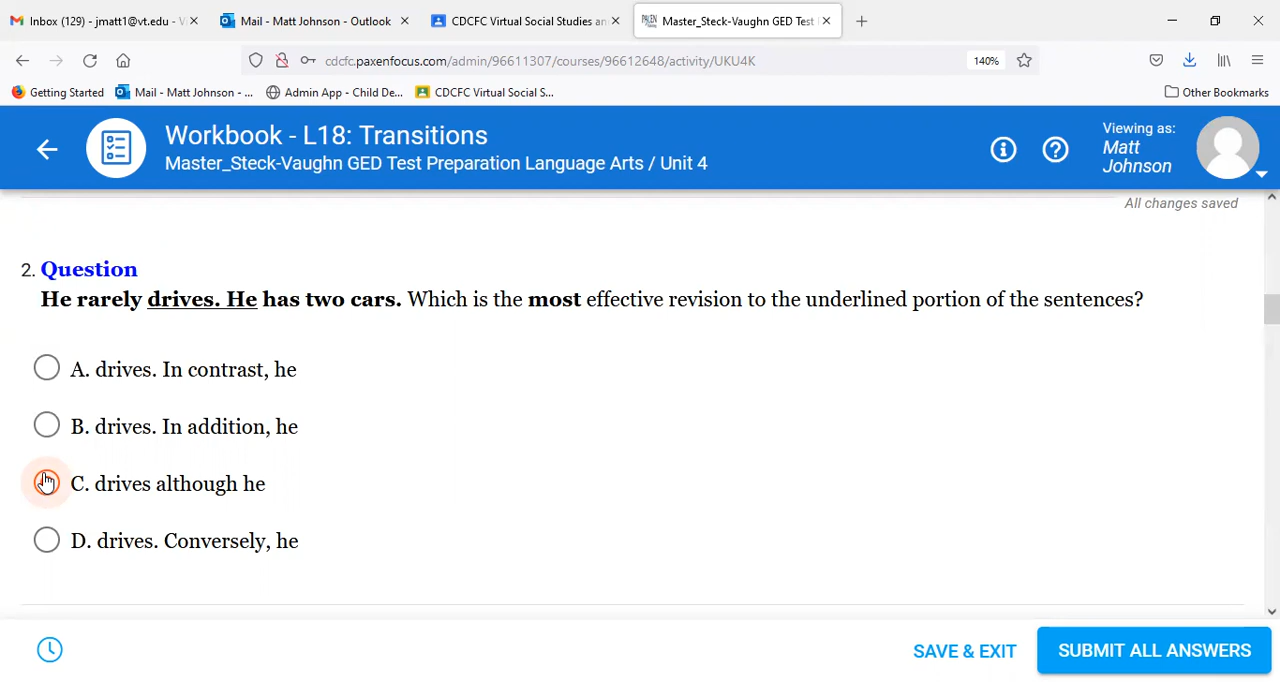 Inbox (129) - jmatt1@vt.edu - V
Mail - Matt Johnson - Outlook
CDCFC Virtual Social Studies an
PAXEN
Master_Steck-Vaughn GED Test
cdcfc.paxenfocus.com/admin/96611307/courses/96612648/activity/UKU4K
140%
Getting Started
Mail - Matt Johnson - ...
Admin App - Child De...
CDCFC Virtual Social S...
Other Bookmarks
Workbook - L18: Transitions
Master_Steck-Vaughn GED Test Preparation Language Arts / Unit 4
Viewing as:
Matt
Johnson
All changes saved
2. Question
He rarely drives. He has two cars. Which is the most effective revision to the underlined portion of the sentences?
A. drives. In contrast, he
B. drives. In addition, he
C. drives although he
D. drives. Conversely, he
SAVE & EXIT
SUBMIT ALL ANSWERS